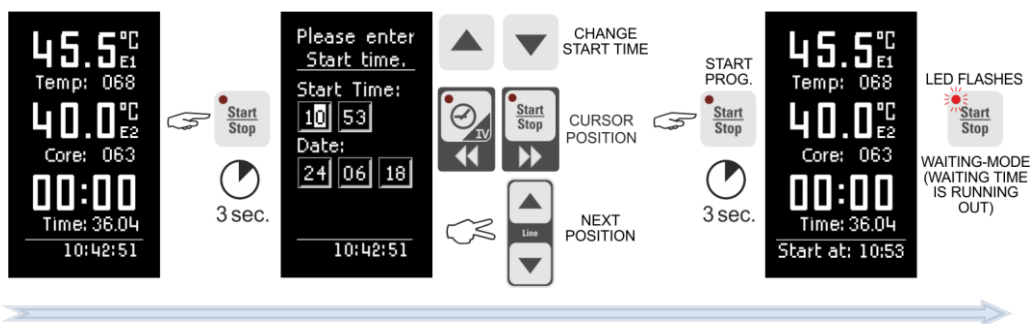 45.5°C
E1
Temp: 068
40.0°C
E2
Core: 063
00:00
Time: 36.04
10:42:51
Start
Stop
3 sec.
Please enter
Start time.
Start Time:
10 53
Date:
24 06 18
10:42:51
CHANGE
START TIME
IV
Start
Stop
CURSOR
POSITION
Line
NEXT
POSITION
START
PROG.
Start
Stop
3 sec.
45.5°C
E1
Temp: 068
40.0°C
E2
Core: 063
00:00
Time: 36.04
Start at: 10:53
LED FLASHES
Start
Stop
WAITING-MODE
(WAITING TIME
IS RUNNING
OUT)